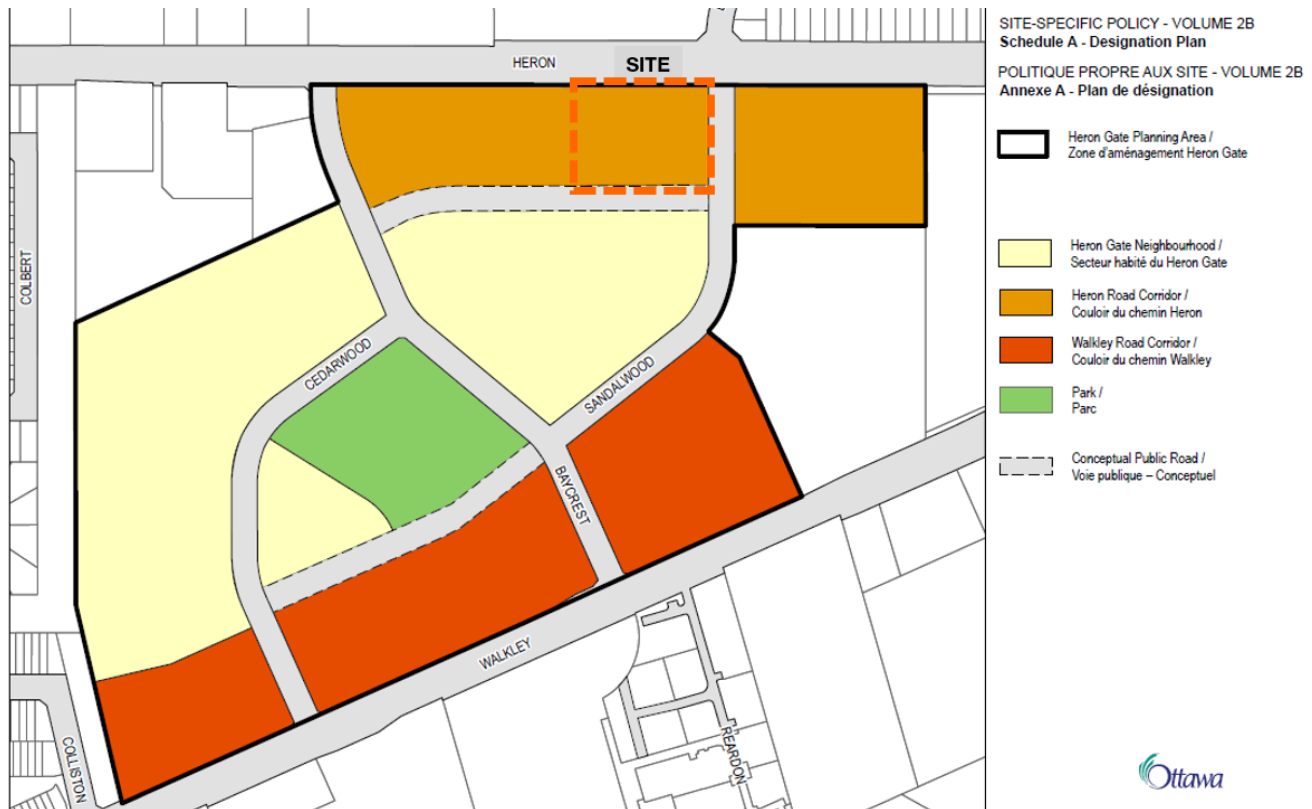 SITE-SPECIFIC POLICY - VOLUME 2B
Schedule A - Designation Plan
POLITIQUE PROPRE AUX SITE - VOLUME 2B
Annexe A - Plan de désignation
Heron Gate Planning Area /
Zone d'aménagement Heron Gate
Heron Gate Neighbourhood /
Secteur habité du Heron Gate
Heron Road Corridor /
Couloir du chemin Heron
Walkley Road Corridor /
Couloir du chemin Walkley
Park /
Parc
Conceptual Public Road /
Voie publique – Conceptuel
Ottawa
HERON
SITE
COLBERT
CEDARWOOD
SANDALWOOD
BAYCREST
WALKLEY
COLLISTON
REARDON